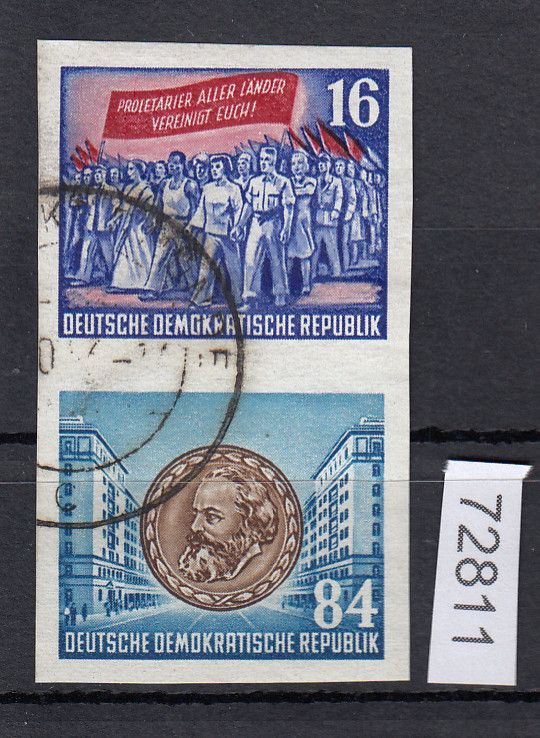 PROLETARIER ALLER LÄNDER
VEREINIGT EUCH!
16
DEUTSCHE DEMOKRATISCHE REPUBLIK
84
DEUTSCHE DEMOKRATISCHE REPUBLIK
72811